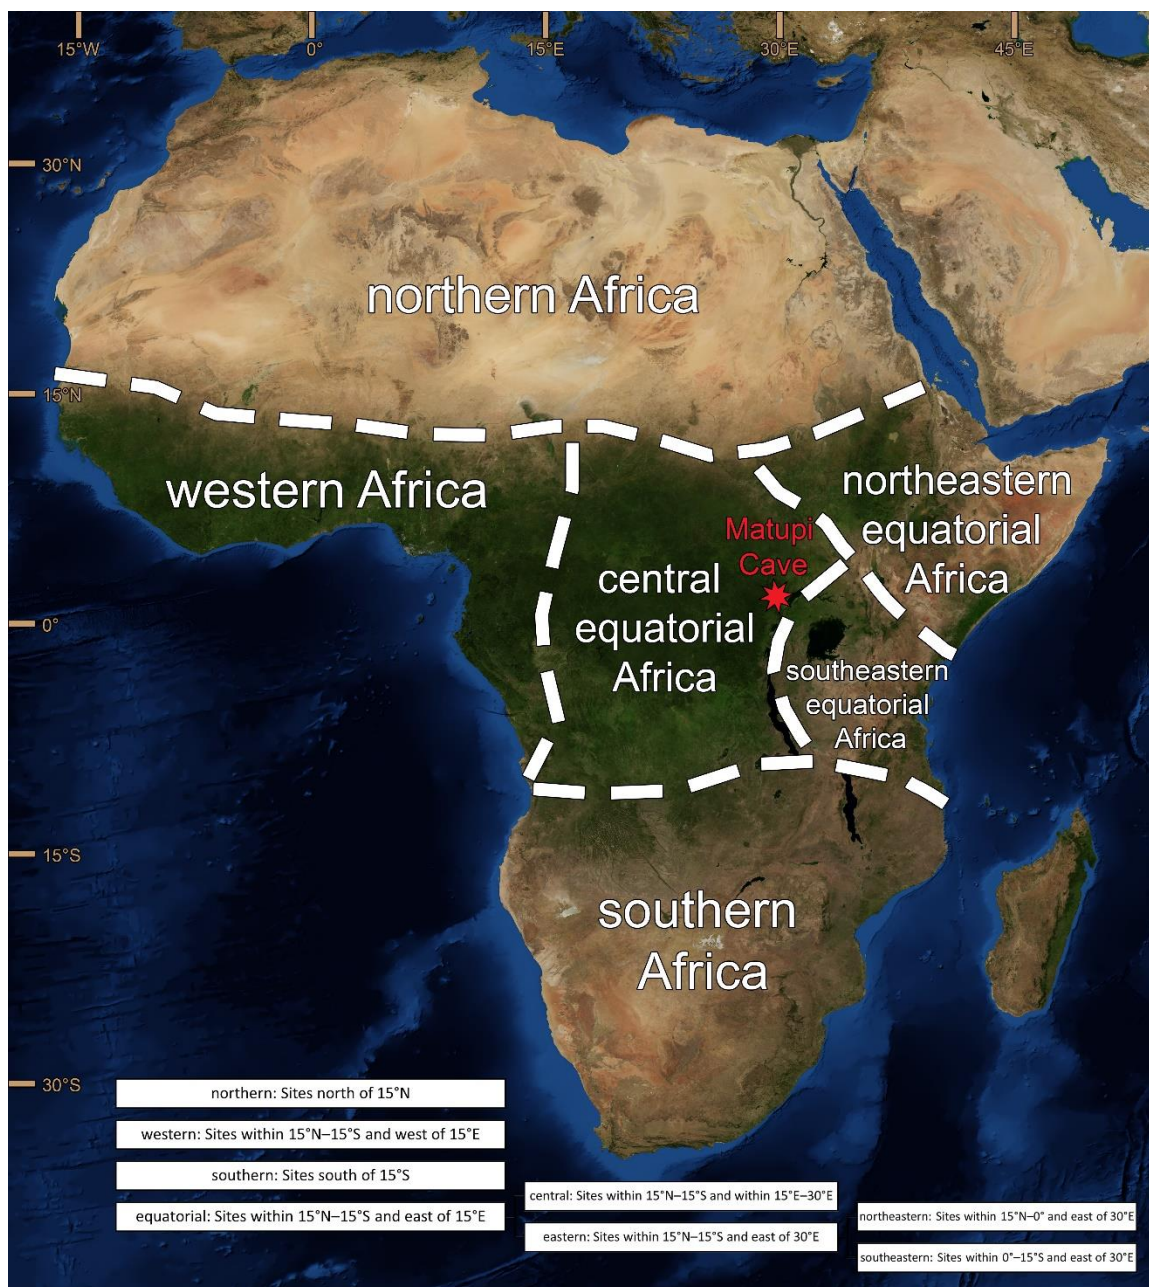 15°W
0°
15°E
30°E
45°E
30°N
northern Africa
15°N
western Africa
northeastern
equatorial
Africa
Matupi
Cave
central
equatorial
Africa
0°
southeastern
equatorial
Africa
15°S
southern
Africa
30°S
northern: Sites north of 15°N
western: Sites within 15°N–15°S and west of 15°E
southern: Sites south of 15°S
equatorial: Sites within 15°N–15°S and east of 15°E
central: Sites within 15°N–15°S and within 15°E–30°E
eastern: Sites within 15°N–15°S and east of 30°E
northeastern: Sites within 15°N–0° and east of 30°E
southeastern: Sites within 0°–15°S and east of 30°E